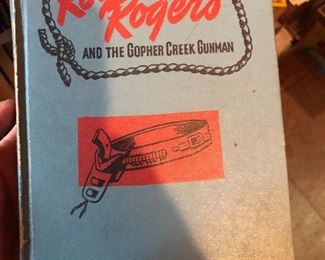 Rogers
AND THE GOPHER CREEK GUNMAN